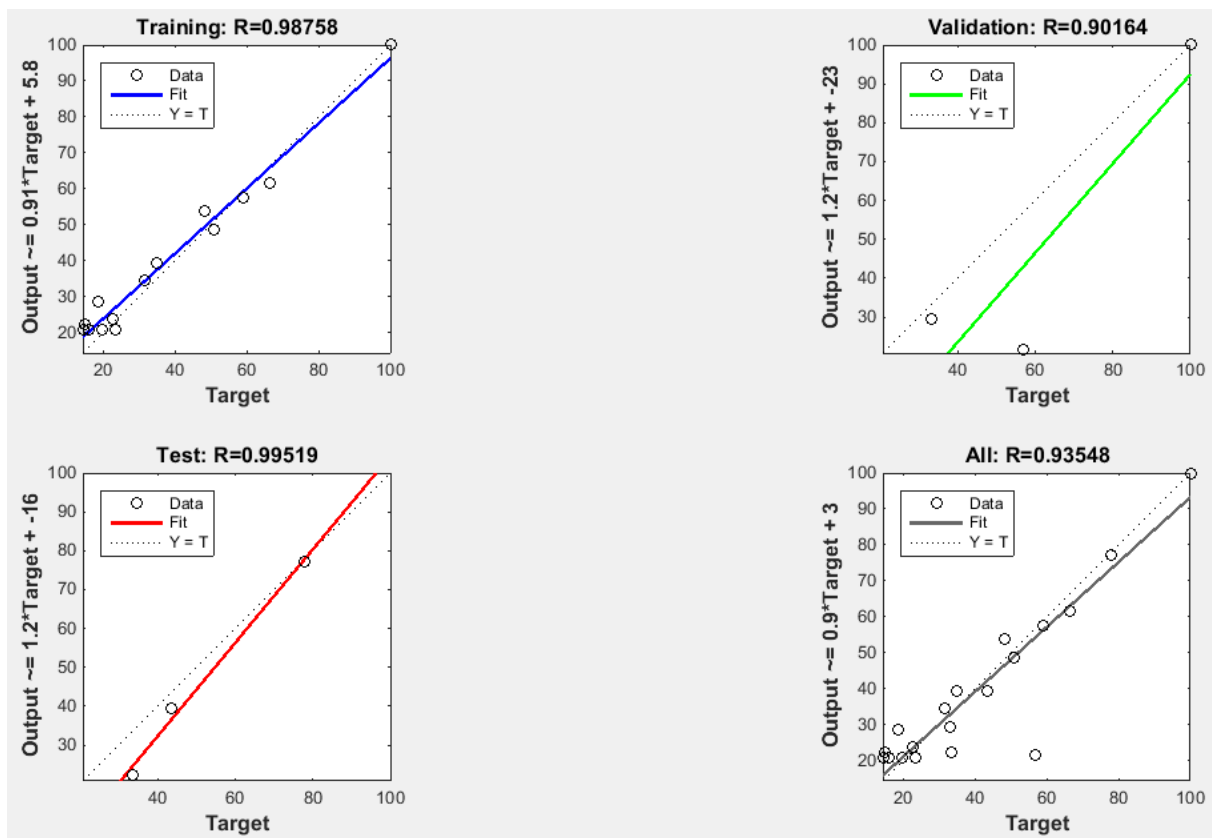 Training: R=0.98758
Output ~= 0.91*Target + 5.8
100
90
80
70
60
50
40
30
20
Data
Fit
Y = T
20 40 60 80 100
Target
Validation: R=0.90164
Output ~= 1.2*Target + -23
100
90
80
70
60
50
40
30
Data
Fit
Y = T
40 60 80 100
Target
Test: R=0.99519
Output ~= 1.2*Target + -16
100
90
80
70
60
50
40
30
Data
Fit
Y = T
40 60 80 100
Target
All: R=0.93548
Output ~= 0.9*Target + 3
100
90
80
70
60
50
40
30
20
Data
Fit
Y = T
20 40 60 80 100
Target